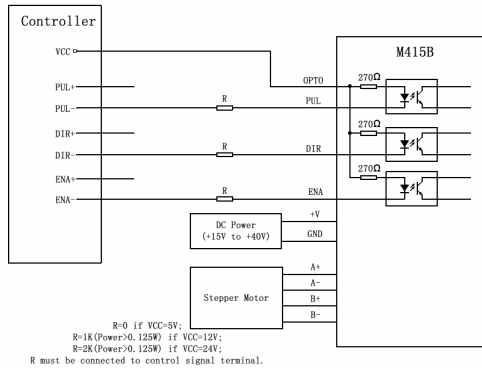 Controller
M415B
VCC
OPTO
270Ω
PUL+
PUL-
R
PUL
DIR+
270Ω
DIR-
R
DIR
ENA+
270Ω
ENA-
R
ENA
DC Power
(+15V to +40V)
+V
GND
Stepper Motor
A+
A-
B+
B-
R=0 if VCC=5V;
R=1K(Power>0.125W) if VCC=12V;
R=2K(Power>0.125W) if VCC=24V;
R must be connected to control signal terminal.